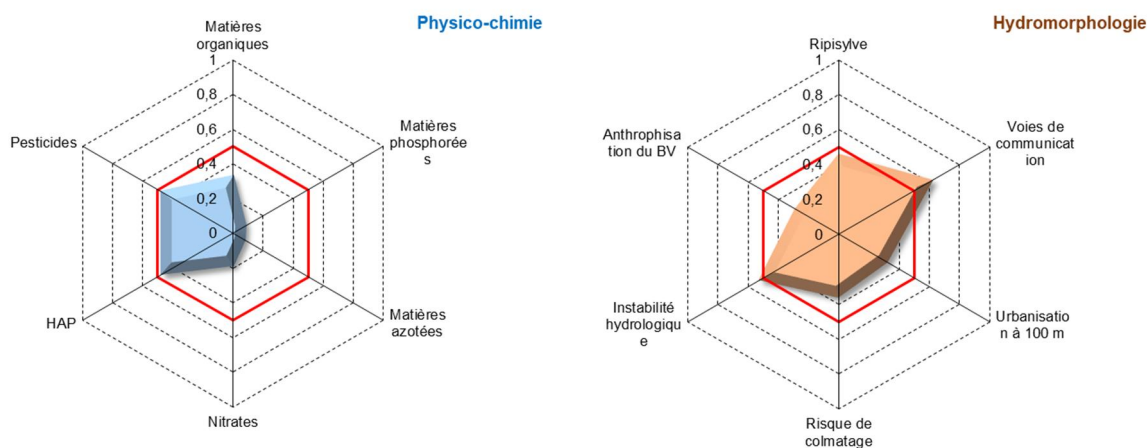 Physico-chimie
Matières
organiques
1
0,8
0,6
0,4
0,2
0
Matières
phosphorée
s
Matières
azotées
Nitrates
HAP
Pesticides
Hydromorphologie
Ripisylve
1
0,8
0,6
0,4
0,2
0
Voies de
communicat
ion
Urbanisatio
n à 100 m
Risque de
colmatage
Instabilité
hydrologiqu
e
Anthrophisa
tion du BV